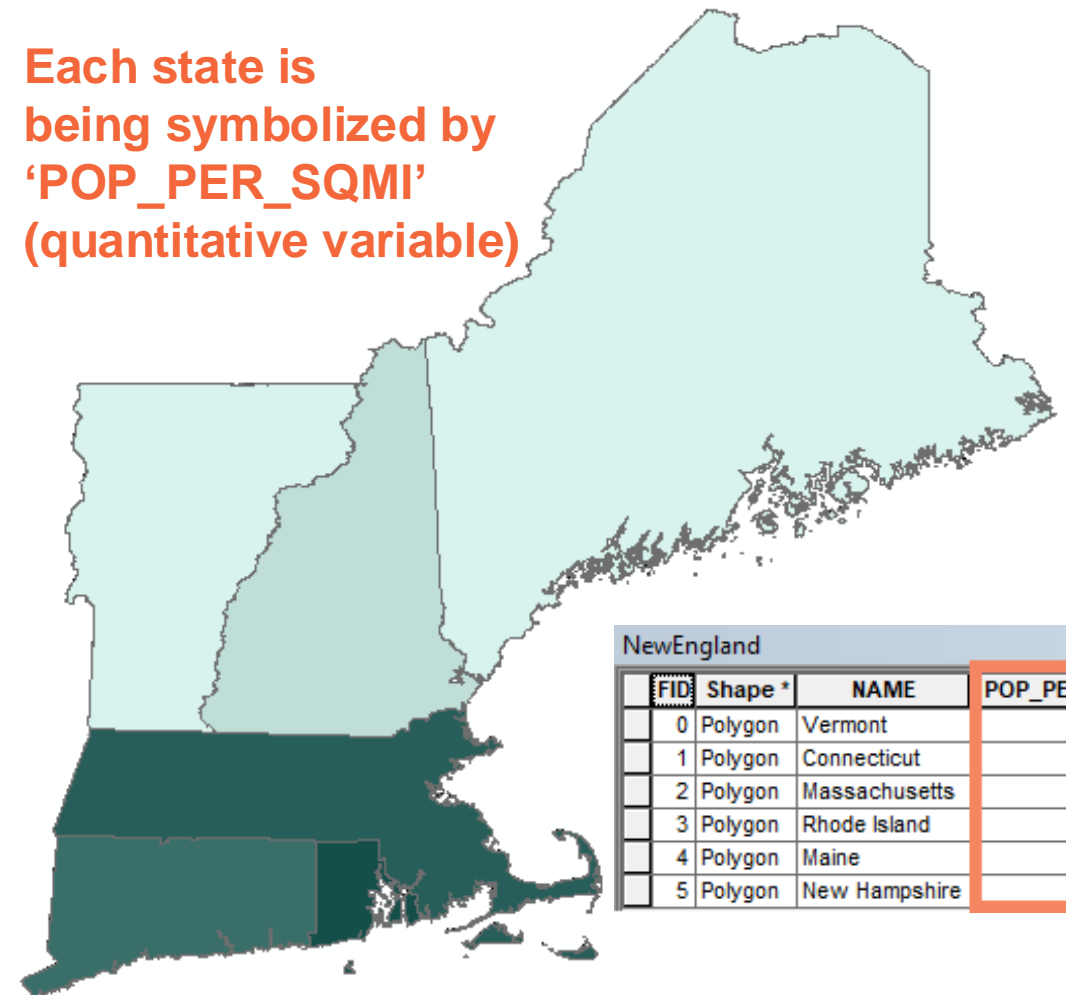 Each state is
being symbolized by
‘POP_PER_SQMI’
(quantitative variable)
NewEngland
FID Shape * NAME POP_PE
0 Polygon Vermont
1 Polygon Connecticut
2 Polygon Massachusetts
3 Polygon Rhode Island
4 Polygon Maine
5 Polygon New Hampshire